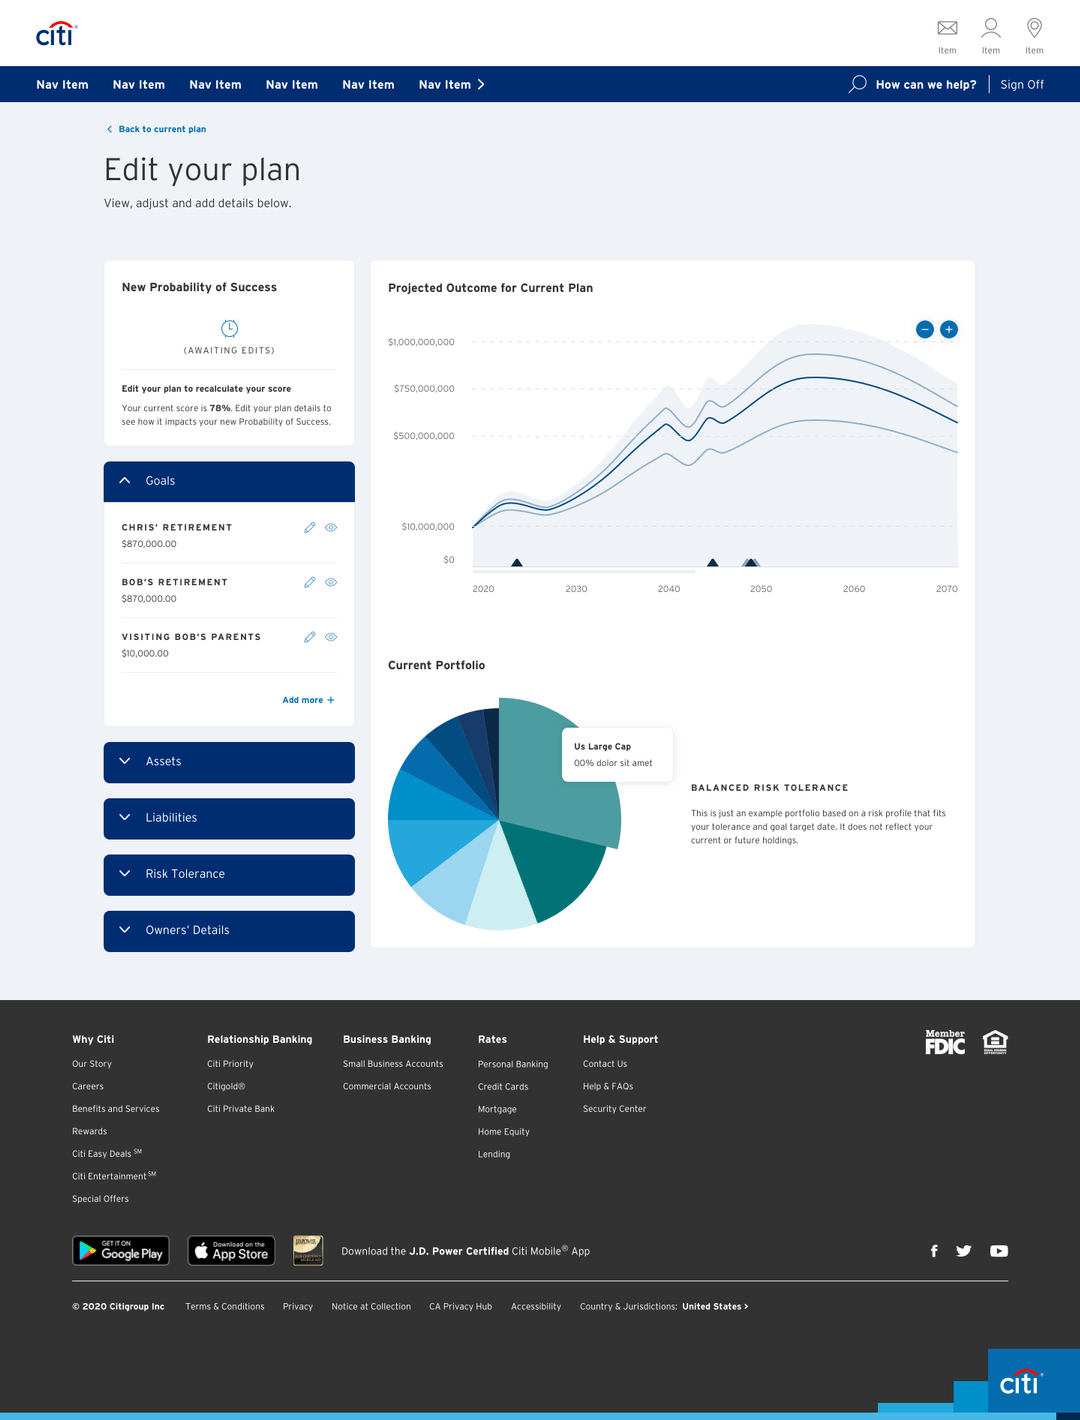 citi®
Item
Item
Item
Nav Item
Nav Item
Nav Item
Nav Item
Nav Item
Nav Item
How can we help?
Sign Off
Back to current plan
Edit your plan
View, adjust and add details below.
New Probability of Success
(AWAITING EDITS)
Edit your plan to recalculate your score
Your current score is 78%. Edit your plan details to
see how it impacts your new Probability of Success.
Goals
CHRIS’ RETIREMENT
$870,000.00
BOB’S RETIREMENT
$870,000.00
VISITING BOB’S PARENTS
$10,000.00
Add more +
Assets
Liabilities
Risk Tolerance
Owners’ Details
Projected Outcome for Current Plan
$1,000,000,000
$750,000,000
$500,000,000
$10,000,000
$0
2020
2030
2040
2050
2060
2070
Current Portfolio
Us Large Cap
00% dolor sit amet
BALANCED RISK TOLERANCE
This is just an example portfolio based on a risk profile that fits
your tolerance and goal target date. It does not reflect your
current or future holdings.
Why Citi
Our Story
Careers
Benefits and Services
Rewards
Citi Easy Deals SM
Citi Entertainment SM
Special Offers
Relationship Banking
Citi Priority
Citigold®
Citi Private Bank
Business Banking
Small Business Accounts
Commercial Accounts
Rates
Personal Banking
Credit Cards
Mortgage
Home Equity
Lending
Help & Support
Contact Us
Help & FAQs
Security Center
Member
FDIC
EQUAL HOUSING
OPPORTUNITY
GET IT ON
Google Play
Download on the
App Store
Download the J.D. Power Certified Citi Mobile® App
© 2020 Citigroup Inc
Terms & Conditions
Privacy
Notice at Collection
CA Privacy Hub
Accessibility
Country & Jurisdictions: United States >
citi®